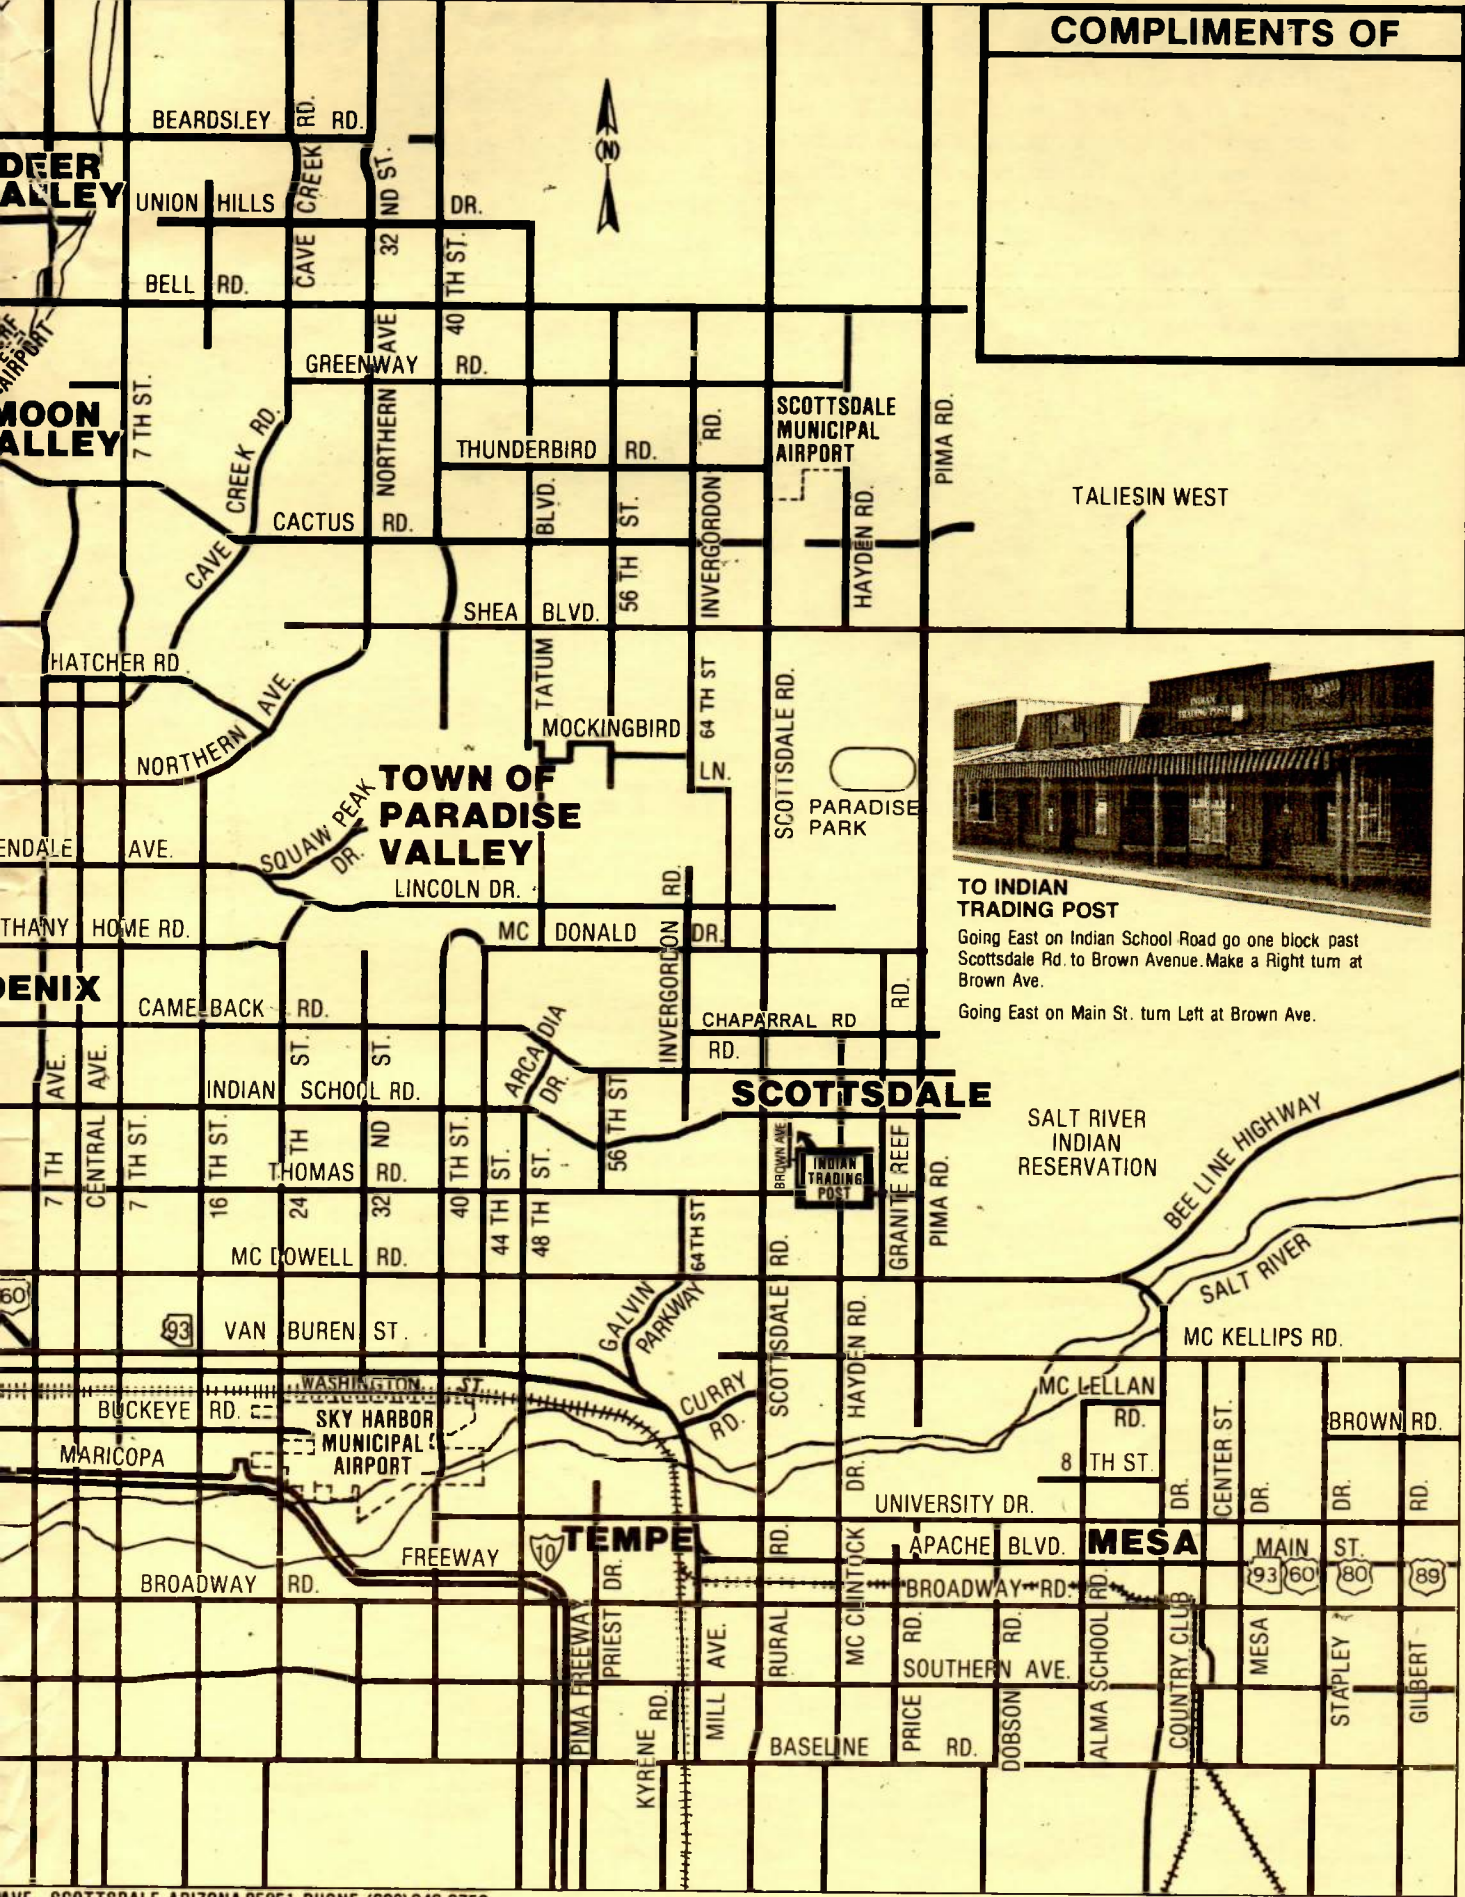 COMPLIMENTS OF
BEARDSLEY RD.
CAVE CREEK RD.
32 ND ST.
DEER
ALLEY
UNION HILLS DR.
BELL RD.
40 TH ST.
AIRPORT
GREENWAY RD.
NORTHERN AVE
MOON
ALLEY
7 TH ST.
CAVE CREEK RD.
THUNDERBIRD RD.
SCOTTSDALE
MUNICIPAL
AIRPORT
PIMA RD.
TALIESIN WEST
CACTUS RD.
TATUM BLVD.
56 TH ST.
INVERGORDON RD.
HAYDEN RD.
SHEA BLVD.
HATCHER RD
64 TH ST
SCOTTSDALE RD.
NORTHERN AVE.
MOCKINGBIRD LN.
INDIAN
TRADING POST
TOWN OF
PARADISE
VALLEY
PARADISE
PARK
SQUAW PEAK DR.
ENDALE AVE.
LINCOLN DR.
THANY HOME RD.
MC DONALD DR.
INVERGORDON RD.
TO INDIAN
TRADING POST
Going East on Indian School Road go one block past
Scottsdale Rd. to Brown Avenue. Make a Right turn at
Brown Ave.
Going East on Main St. turn Left at Brown Ave.
OENIX
CAMELBACK RD.
CHAPARRAL RD
RD.
ARCADIA DR.
INDIAN SCHOOL RD.
SCOTTSDALE
SALT RIVER
INDIAN
RESERVATION
BEE LINE HIGHWAY
7 TH AVE.
CENTRAL AVE.
7 TH ST.
16 TH ST.
24 TH ST.
32 ND ST.
40 TH ST.
44 TH ST.
48 TH ST.
56 TH ST
BROWN AVE
INDIAN
TRADING
POST
GRANITE REEF RD.
PIMA RD.
THOMAS RD.
64 TH ST
MC DOWELL RD.
SALT RIVER
60
93
VAN BUREN ST.
GALVIN PARKWAY
SCOTTSDALE RD.
HAYDEN RD.
MC KELLIPS RD.
WASHINGTON ST
BUCKEYE RD.
SKY HARBOR
MUNICIPAL
AIRPORT
CURRY RD.
MC LELLAN
RD.
BROWN RD.
MARICOPA
8 TH ST.
CENTER ST.
UNIVERSITY DR.
TEMPE
APACHE BLVD.
MESA
MAIN ST.
FREEWAY
10
93
60
80
89
BROADWAY RD.
BROADWAY RD.
PIMA FREEWAY
PRIEST DR.
KYRENE RD.
MILL AVE.
RURAL RD.
MC CLINTOCK DR.
PRICE RD.
DOBSON RD.
ALMA SCHOOL RD.
COUNTRY CLUB DR.
MESA DR.
STAPLEY DR.
GILBERT RD.
SOUTHERN AVE.
BASELINE RD.